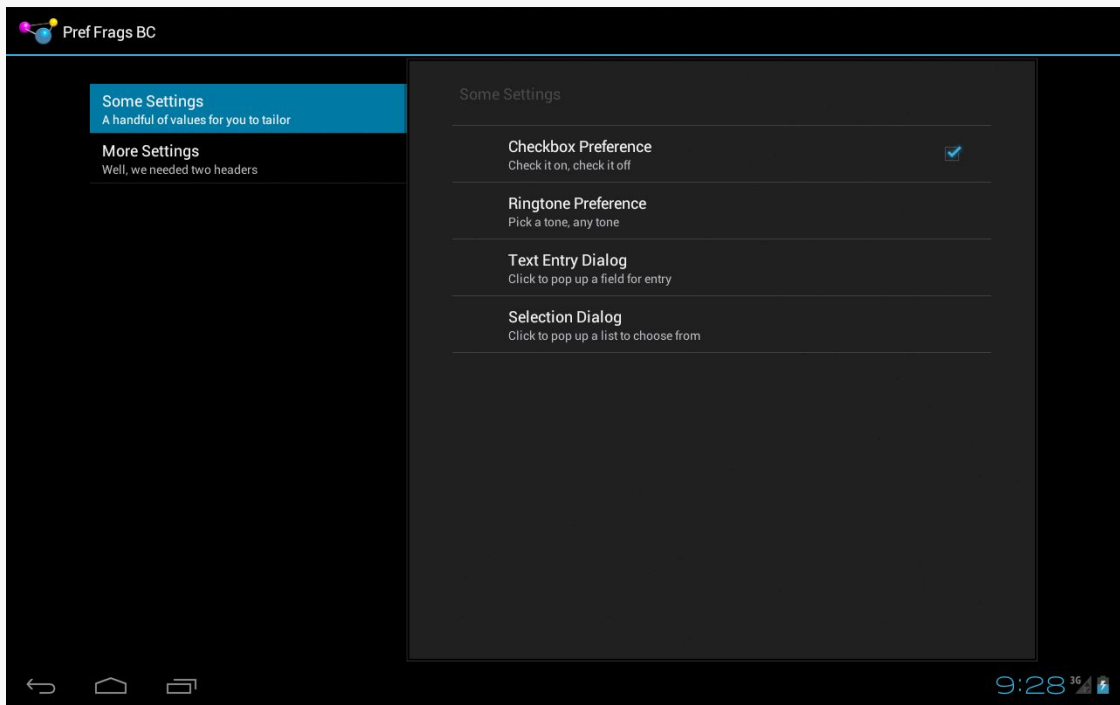 Pref Frags BC
Some Settings
A handful of values for you to tailor
More Settings
Well, we needed two headers
Some Settings
Checkbox Preference
Check it on, check it off
Ringtone Preference
Pick a tone, any tone
Text Entry Dialog
Click to pop up a field for entry
Selection Dialog
Click to pop up a list to choose from
9:28 3G